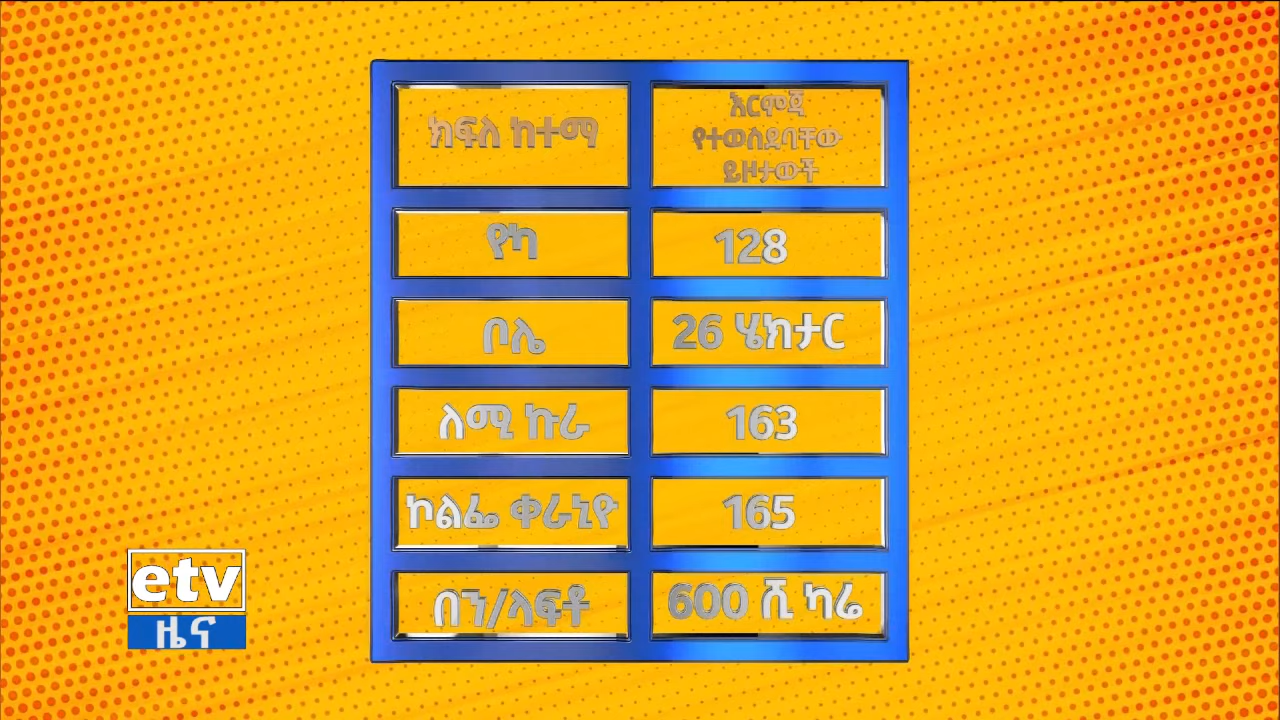 ክፍለ ከተማ
እርምጃ
የተወሰደባቸው
ይዞታወች
የካ
128
ቦሌ
26 ሄክታር
ለሚ ኩራ
163
ኮልፌ ቀራኒዮ
165
በን/ላፍቶ
600 ሺ ካሬ
etv
ዜና